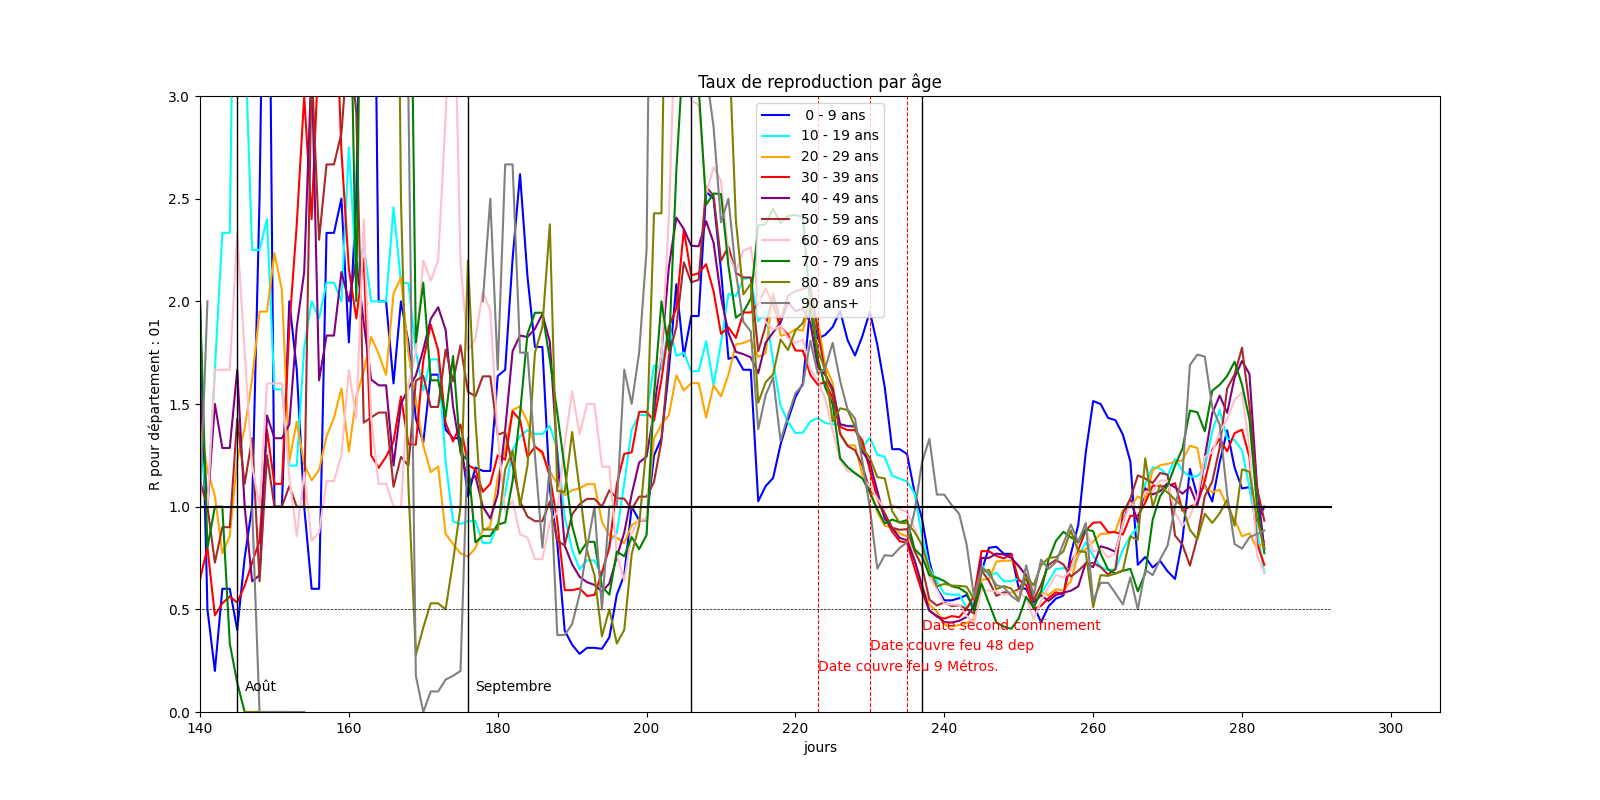 Taux de reproduction par âge
3.0
2.5
2.0
1.5
1.0
0.5
0.0
R pour département : 01
0 - 9 ans
10 - 19 ans
20 - 29 ans
30 - 39 ans
40 - 49 ans
50 - 59 ans
60 - 69 ans
70 - 79 ans
80 - 89 ans
90 ans+
Date second confinement
Date couvre feu 48 dep
Date couvre feu 9 Métros.
Août
Septembre
140 160 180 200 220 240 260 280 300
jours